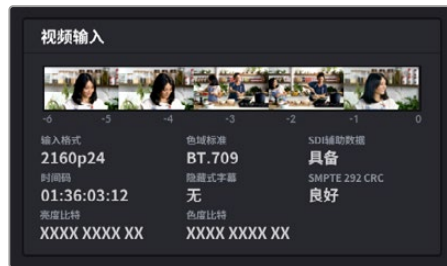 视频输入
-6 -5 -4 -3 -2 -1 0
输入格式 色域标准 SDI辅助数据
2160p24 BT.709 具备
时间码 隐藏式字幕 SMPTE 292 CRC
01:36:03:12 无 良好
亮度比特 色度比特
XXXX XXXX XX XXXX XXXX XX